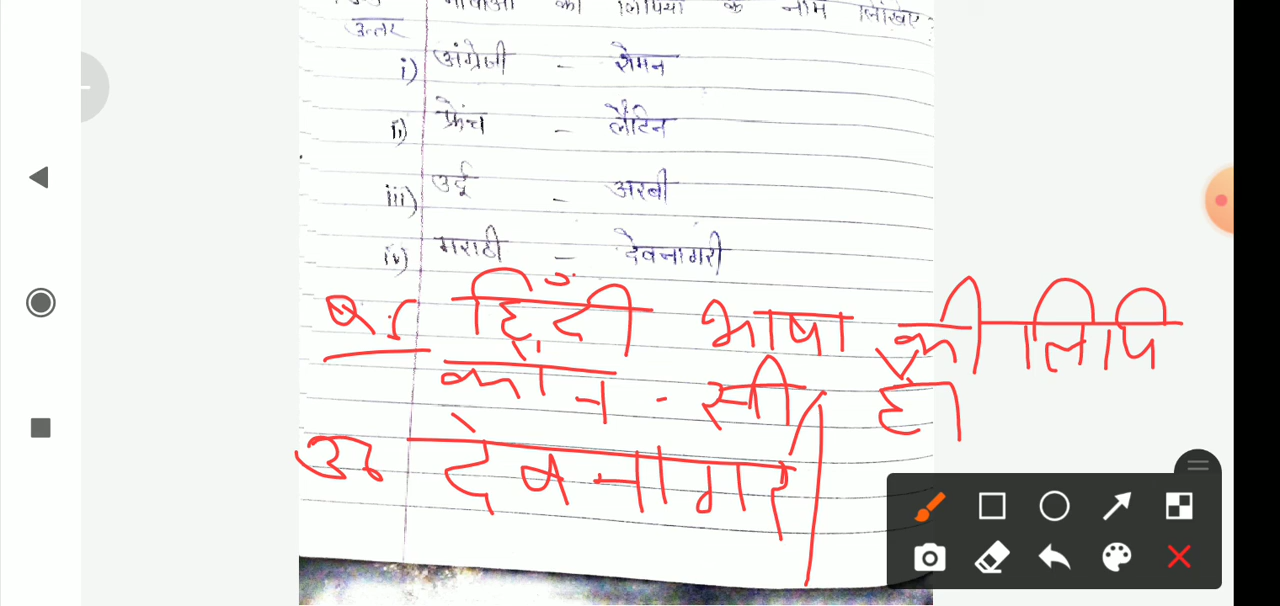 भाषाओं की लिपियों के नाम लिखिए
उत्तर
i) अंग्रेजी - रोमन
ii) फ्रेंच - लैटिन
iii) उर्दू - अरबी
iv) मराठी - देवनागरी
प्र. हिंदी भाषा की लिपि
कौन - सी है।
उ देवनागरी